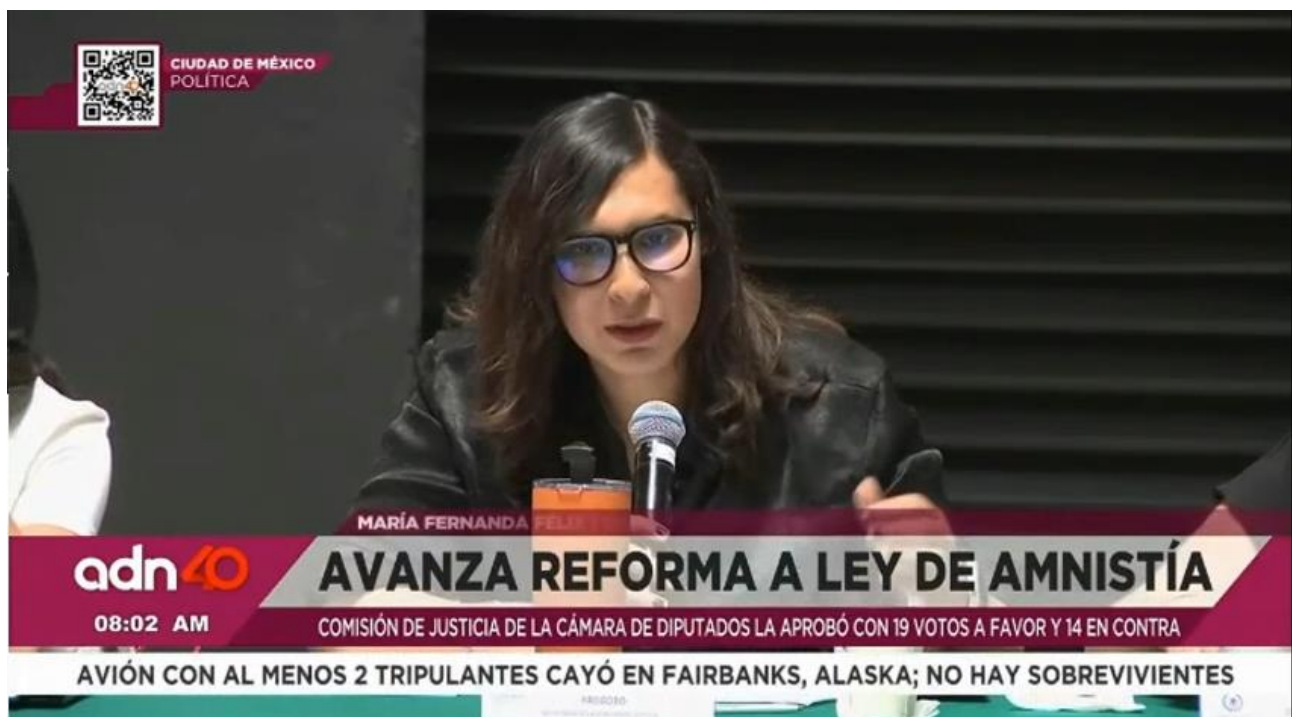 CIUDAD DE MÉXICO
POLÍTICA
MARÍA FERNANDA FÉLIX
adn40
AVANZA REFORMA A LEY DE AMNISTÍA
08:02 AM
COMISIÓN DE JUSTICIA DE LA CÁMARA DE DIPUTADOS LA APROBÓ CON 19 VOTOS A FAVOR Y 14 EN CONTRA
AVIÓN CON AL MENOS 2 TRIPULANTES CAYÓ EN FAIRBANKS, ALASKA; NO HAY SOBREVIVIENTES